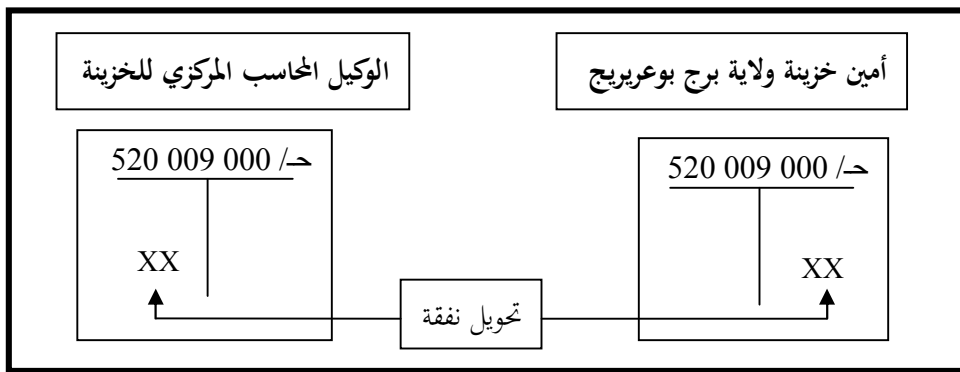 أمين خزينة ولاية برج بوعريريج
الوكيل المحاسب المركزي للخزينة
حـ/ 520 009 000
حـ/ 520 009 000
XX
XX
تحويل نفقة